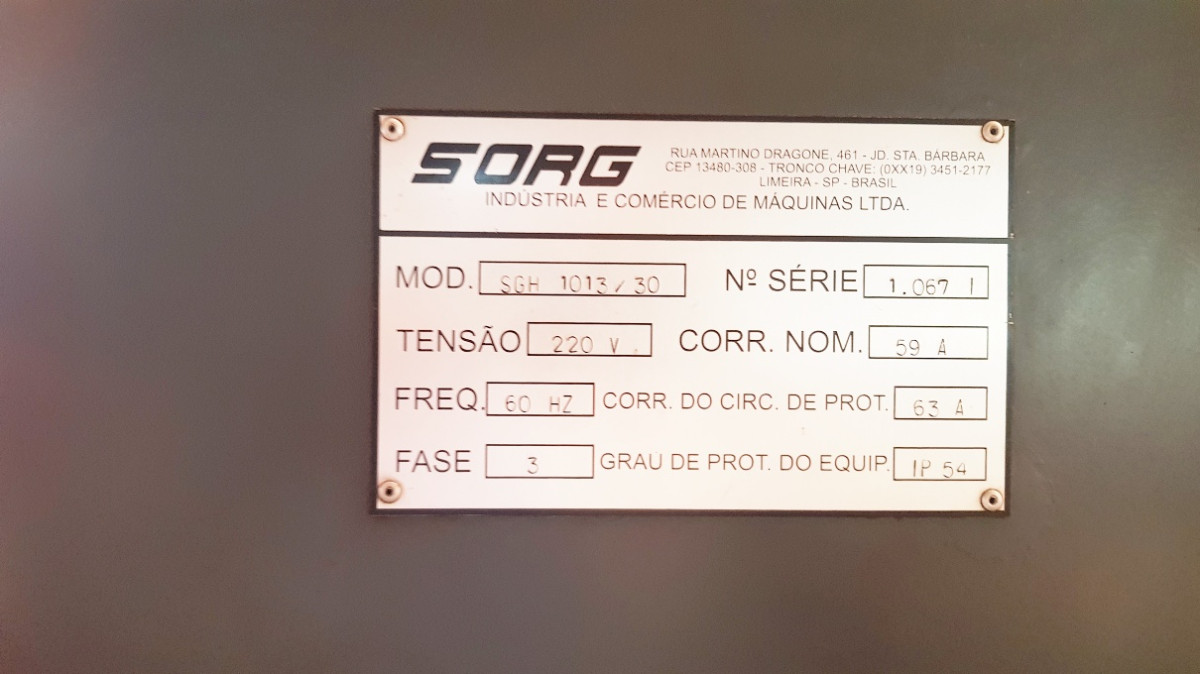 SORG
RUA MARTINO DRAGONE, 461 - JD. STA. BÁRBARA
CEP 13480-308 - TRONCO CHAVE: (0XX19) 3451-2177
LIMEIRA - SP - BRASIL
INDÚSTRIA E COMÉRCIO DE MÁQUINAS LTDA.
MOD. SGH 1013/30 Nº SÉRIE 1.067 I
TENSÃO 220 V. CORR. NOM. 59 A
FREQ. 60 HZ CORR. DO CIRC. DE PROT. 63 A
FASE 3 GRAU DE PROT. DO EQUIP. IP 54